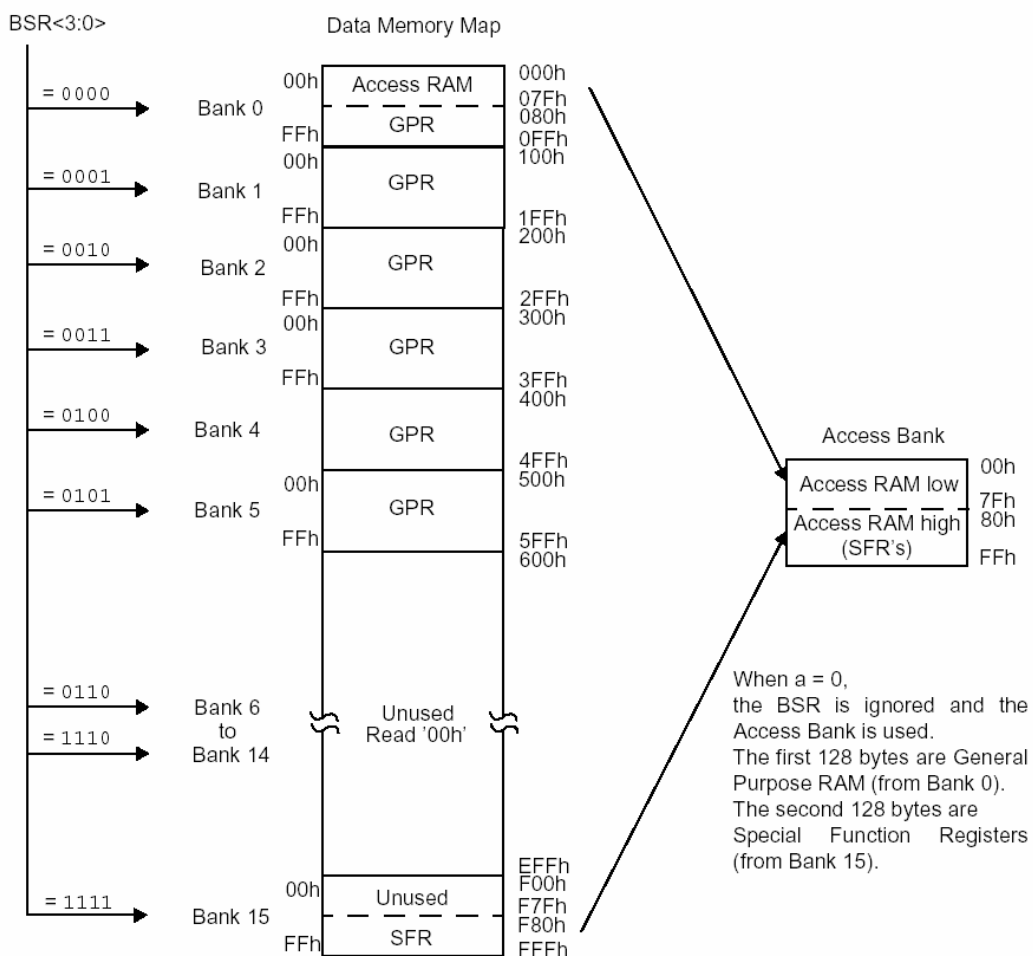 BSR<3:0>
Data Memory Map
= 0000
Bank 0
00h
Access RAM
000h
07Fh
080h
FFh
GPR
0FFh
= 0001
Bank 1
00h
GPR
100h
FFh
1FFh
= 0010
Bank 2
00h
GPR
200h
FFh
2FFh
= 0011
Bank 3
00h
GPR
300h
FFh
3FFh
= 0100
Bank 4
GPR
400h
4FFh
= 0101
Bank 5
00h
GPR
500h
FFh
5FFh
600h
= 0110
Bank 6
to
= 1110
Bank 14
Unused
Read '00h'
EFFh
= 1111
Bank 15
00h
Unused
F00h
F7Fh
F80h
FFh
SFR
FFFh
Access Bank
Access RAM low
00h
7Fh
Access RAM high
(SFR's)
80h
FFh
When a = 0,
the BSR is ignored and the
Access Bank is used.
The first 128 bytes are General
Purpose RAM (from Bank 0).
The second 128 bytes are
Special Function Registers
(from Bank 15).